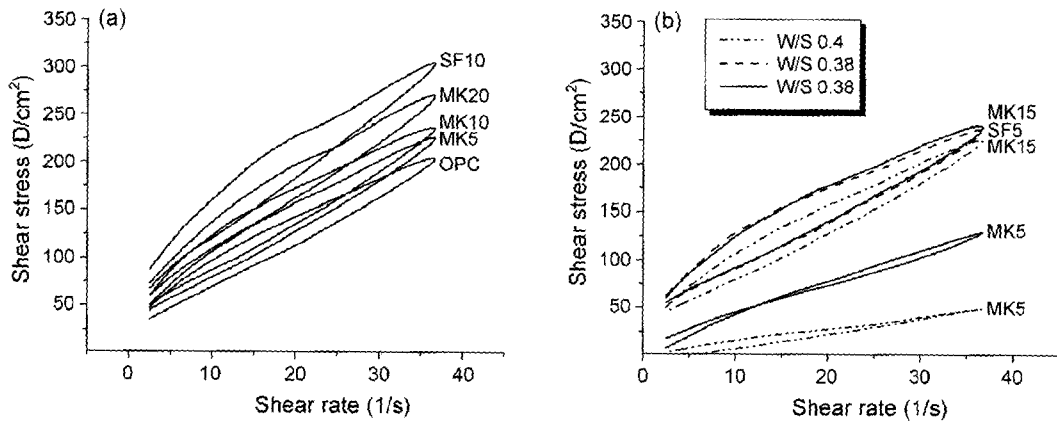 (a)
Shear stress (D/cm²)
350
300
250
200
150
100
50
0
10
20
30
40
Shear rate (1/s)
SF10
MK20
MK10
MK5
OPC
(b)
Shear stress (D/cm²)
350
300
250
200
150
100
50
0
0
10
20
30
40
Shear rate (1/s)
W/S 0.4
W/S 0.38
W/S 0.38
MK15
SF5
MK15
MK5
MK5